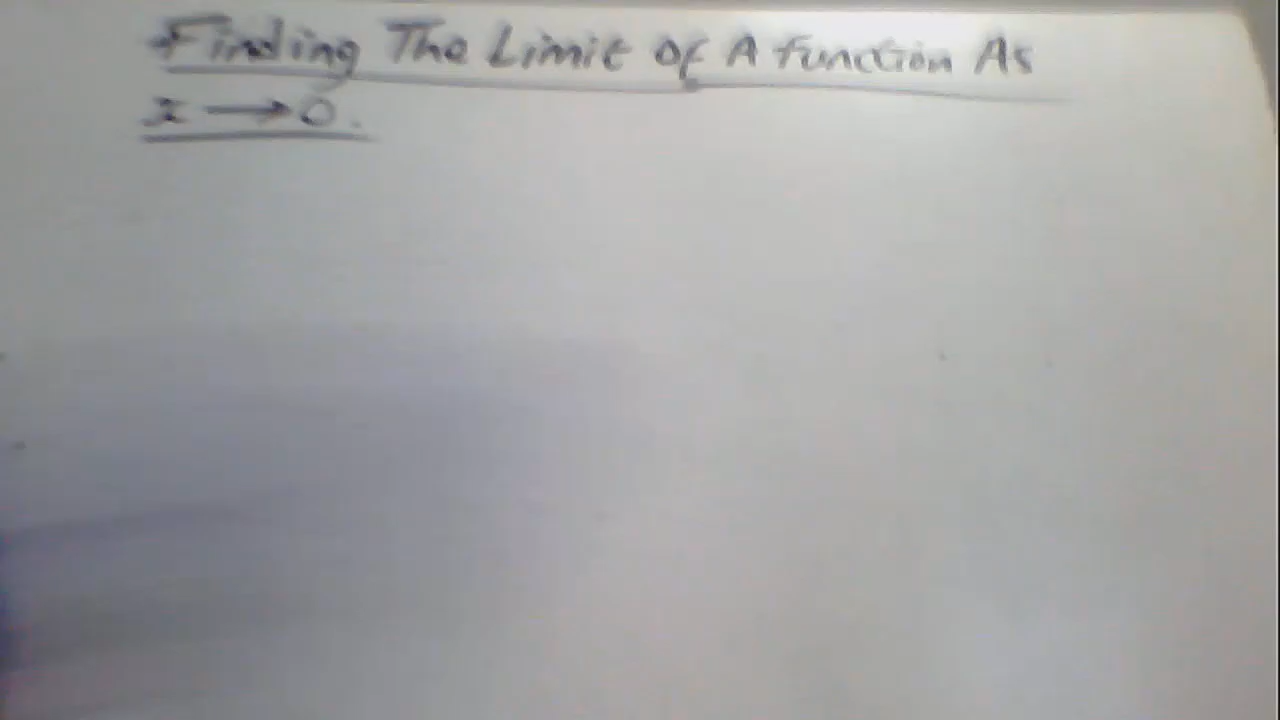 Finding The Limit Of A function As
x → 0.